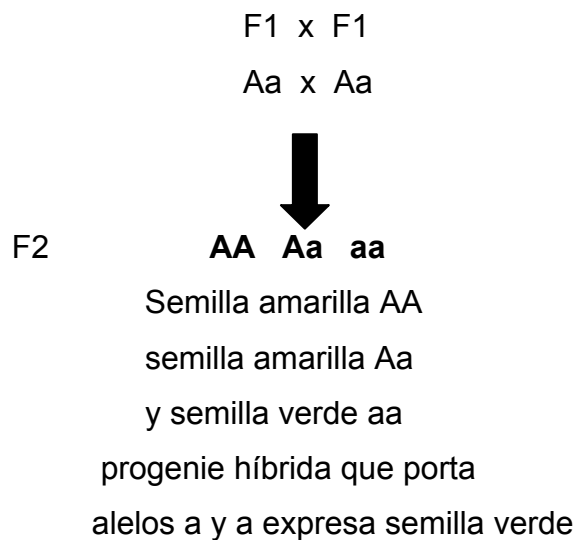 F1 x F1
Aa x Aa
F2 AA Aa aa
Semilla amarilla AA
semilla amarilla Aa
y semilla verde aa
progenie híbrida que porta
alelos a y a expresa semilla verde